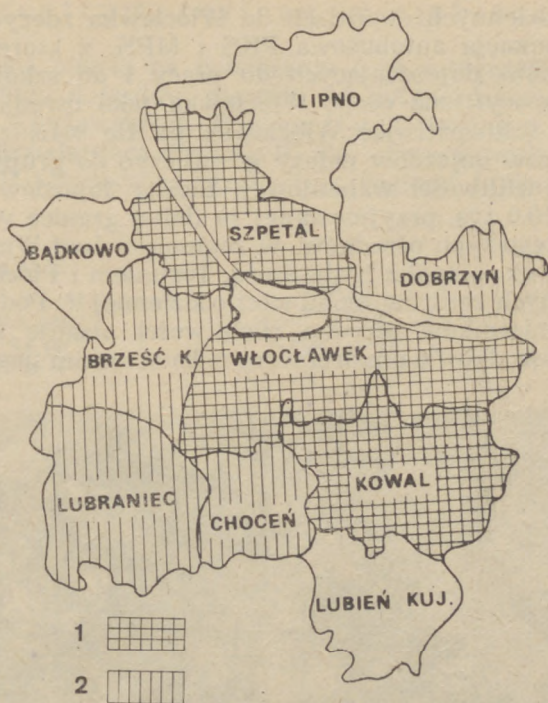 LIPNO
SZPETAL
BĄDKOWO
DOBRZYŃ
BRZEŚĆ K.
WŁOCŁAWEK
KOWAL
LUBRANIEC
CHOCEŃ
LUBIEŃ KUJ.
1
2